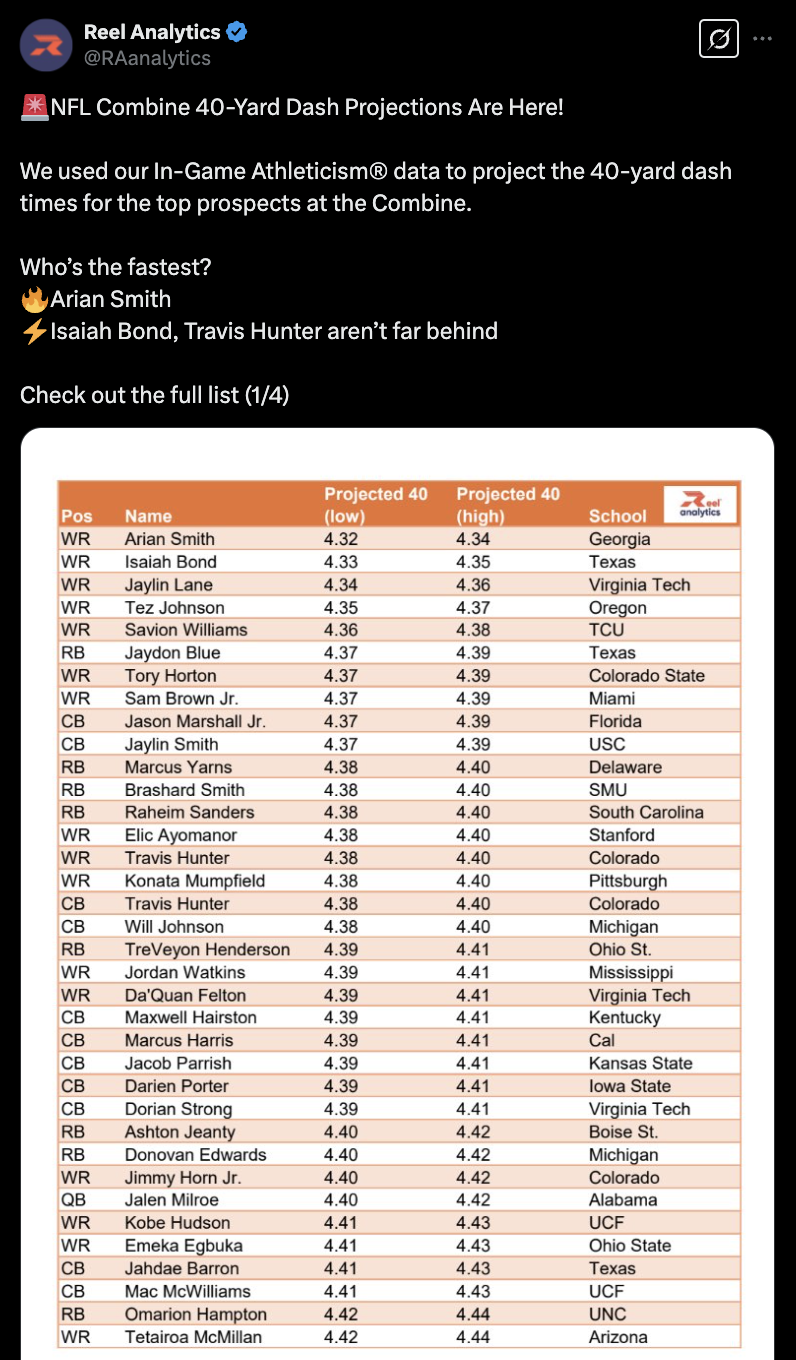 Reel Analytics
@RAanalytics
🚨NFL Combine 40-Yard Dash Projections Are Here!
We used our In-Game Athleticism® data to project the 40-yard dash
times for the top prospects at the Combine.
Who’s the fastest?
🔥Arian Smith
⚡Isaiah Bond, Travis Hunter aren’t far behind
Check out the full list (1/4)
Projected 40 Projected 40 Reel
Pos Name (low) (high) School analytics
WR Arian Smith 4.32 4.34 Georgia
WR Isaiah Bond 4.33 4.35 Texas
WR Jaylin Lane 4.34 4.36 Virginia Tech
WR Tez Johnson 4.35 4.37 Oregon
WR Savion Williams 4.36 4.38 TCU
RB Jaydon Blue 4.37 4.39 Texas
WR Tory Horton 4.37 4.39 Colorado State
WR Sam Brown Jr. 4.37 4.39 Miami
CB Jason Marshall Jr. 4.37 4.39 Florida
CB Jaylin Smith 4.37 4.39 USC
RB Marcus Yarns 4.38 4.40 Delaware
RB Brashard Smith 4.38 4.40 SMU
RB Raheim Sanders 4.38 4.40 South Carolina
WR Elic Ayomanor 4.38 4.40 Stanford
WR Travis Hunter 4.38 4.40 Colorado
WR Konata Mumpfield 4.38 4.40 Pittsburgh
CB Travis Hunter 4.38 4.40 Colorado
CB Will Johnson 4.38 4.40 Michigan
RB TreVeyon Henderson 4.39 4.41 Ohio St.
WR Jordan Watkins 4.39 4.41 Mississippi
WR Da'Quan Felton 4.39 4.41 Virginia Tech
CB Maxwell Hairston 4.39 4.41 Kentucky
CB Marcus Harris 4.39 4.41 Cal
CB Jacob Parrish 4.39 4.41 Kansas State
CB Darien Porter 4.39 4.41 Iowa State
CB Dorian Strong 4.39 4.41 Virginia Tech
RB Ashton Jeanty 4.40 4.42 Boise St.
RB Donovan Edwards 4.40 4.42 Michigan
WR Jimmy Horn Jr. 4.40 4.42 Colorado
QB Jalen Milroe 4.40 4.42 Alabama
WR Kobe Hudson 4.41 4.43 UCF
WR Emeka Egbuka 4.41 4.43 Ohio State
CB Jahdae Barron 4.41 4.43 Texas
CB Mac McWilliams 4.41 4.43 UCF
RB Omarion Hampton 4.42 4.44 UNC
WR Tetairoa McMillan 4.42 4.44 Arizona